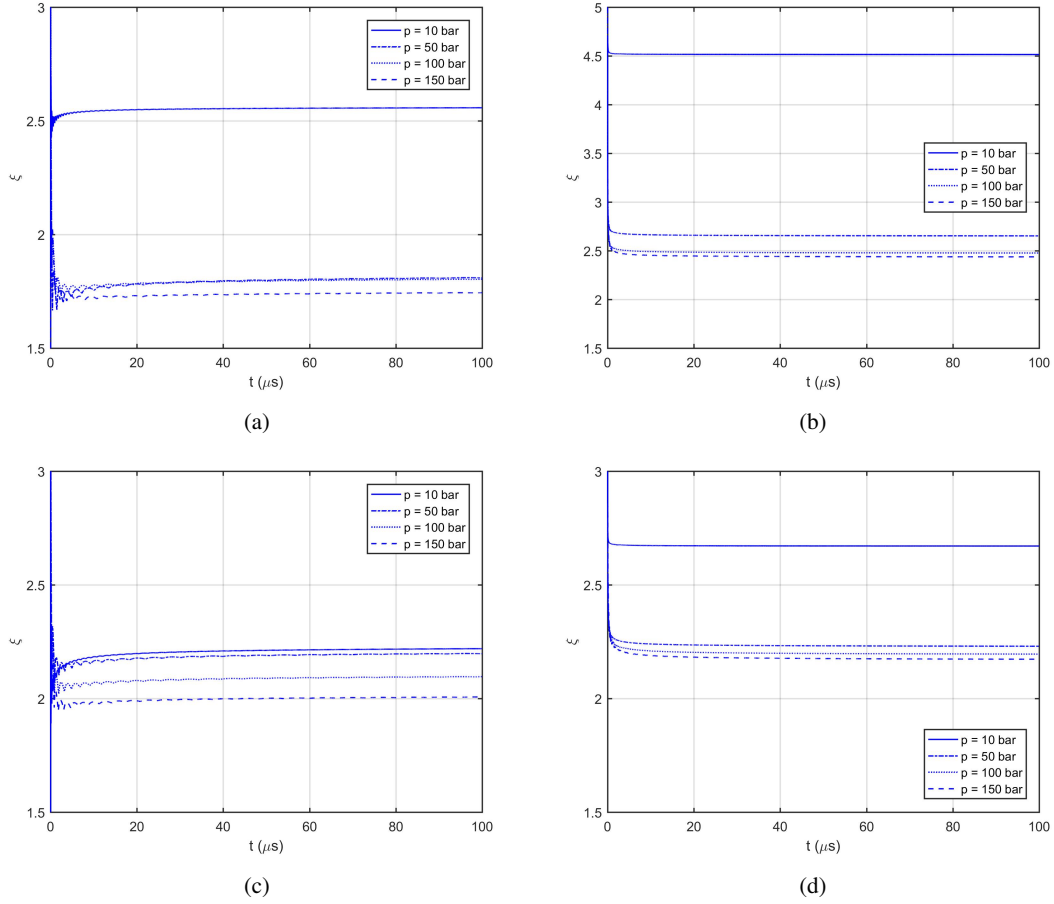 3
2.5
2
1.5
ξ
0
20
40
60
80
100
t (μs)
p = 10 bar
p = 50 bar
p = 100 bar
p = 150 bar
(a)
5
4.5
4
3.5
3
2.5
2
1.5
ξ
0
20
40
60
80
100
t (μs)
p = 10 bar
p = 50 bar
p = 100 bar
p = 150 bar
(b)
3
2.5
2
1.5
ξ
0
20
40
60
80
100
t (μs)
p = 10 bar
p = 50 bar
p = 100 bar
p = 150 bar
(c)
3
2.5
2
1.5
ξ
0
20
40
60
80
100
t (μs)
p = 10 bar
p = 50 bar
p = 100 bar
p = 150 bar
(d)